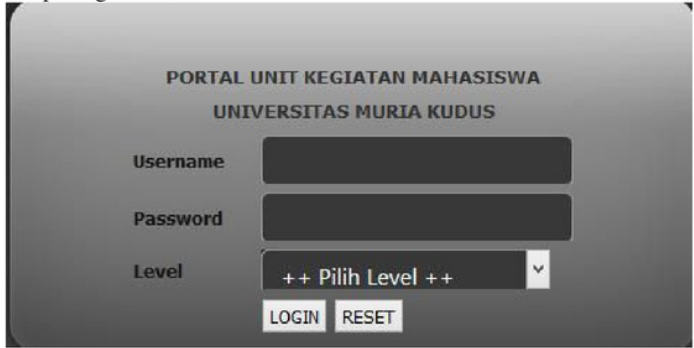 PORTAL UNIT KEGIATAN MAHASISWA
UNIVERSITAS MURIA KUDUS
Username
Password
Level ++ Pilih Level ++
LOGIN RESET